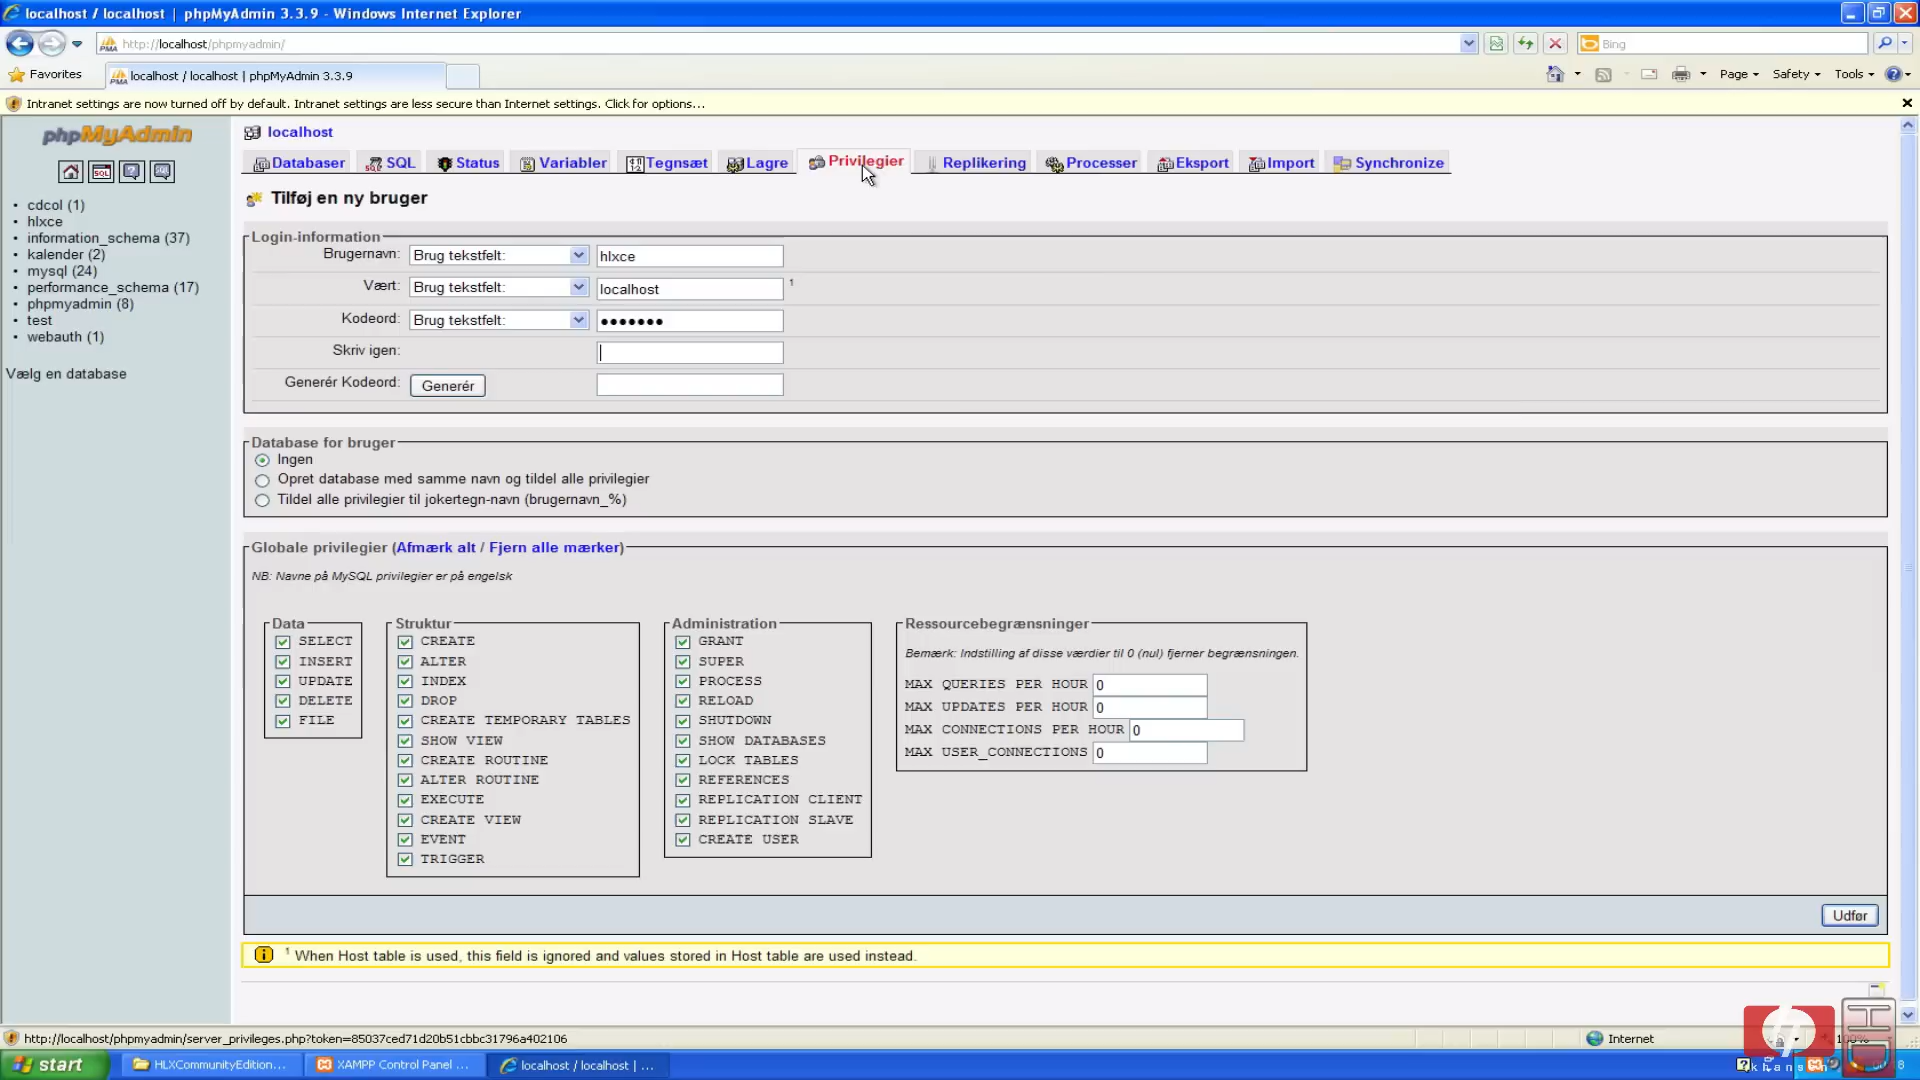 localhost / localhost | phpMyAdmin 3.3.9 - Windows Internet Explorer
http://localhost/phpmyadmin/
Bing
Favorites
localhost / localhost | phpMyAdmin 3.3.9
Page
Safety
Tools
Intranet settings are now turned off by default. Intranet settings are less secure than Internet settings. Click for options...
phpMyAdmin
SQL
cdcol (1)
hlxce
information_schema (37)
kalender (2)
mysql (24)
performance_schema (17)
phpmyadmin (8)
test
webauth (1)
Vælg en database
localhost
Databaser
SQL
Status
Variabler
Tegnsæt
Lagre
Privilegier
Replikering
Processer
Eksport
Import
Synchronize
Tilføj en ny bruger
Login-information
Brugernavn: Brug tekstfelt: hlxce
Vært: Brug tekstfelt: localhost 1
Kodeord: Brug tekstfelt: •••••••
Skriv igen:
Generér Kodeord: Generér
Database for bruger
Ingen
Opret database med samme navn og tildel alle privilegier
Tildel alle privilegier til jokertegn-navn (brugernavn_%)
Globale privilegier (Afmærk alt / Fjern alle mærker)
NB: Navne på MySQL privilegier er på engelsk
Data
SELECT
INSERT
UPDATE
DELETE
FILE
Struktur
CREATE
ALTER
INDEX
DROP
CREATE TEMPORARY TABLES
SHOW VIEW
CREATE ROUTINE
ALTER ROUTINE
EXECUTE
CREATE VIEW
EVENT
TRIGGER
Administration
GRANT
SUPER
PROCESS
RELOAD
SHUTDOWN
SHOW DATABASES
LOCK TABLES
REFERENCES
REPLICATION CLIENT
REPLICATION SLAVE
CREATE USER
Ressourcebegrænsninger
Bemærk: Indstilling af disse værdier til 0 (nul) fjerner begrænsningen.
MAX QUERIES PER HOUR 0
MAX UPDATES PER HOUR 0
MAX CONNECTIONS PER HOUR 0
MAX USER_CONNECTIONS 0
Udfør
1 When Host table is used, this field is ignored and values stored in Host table are used instead.
http://localhost/phpmyadmin/server_privileges.php?token=85037ced71d20b51cbbc31796a402106
Internet
start
HLXCommunityEdition...
XAMPP Control Panel ...
localhost / localhost | ...